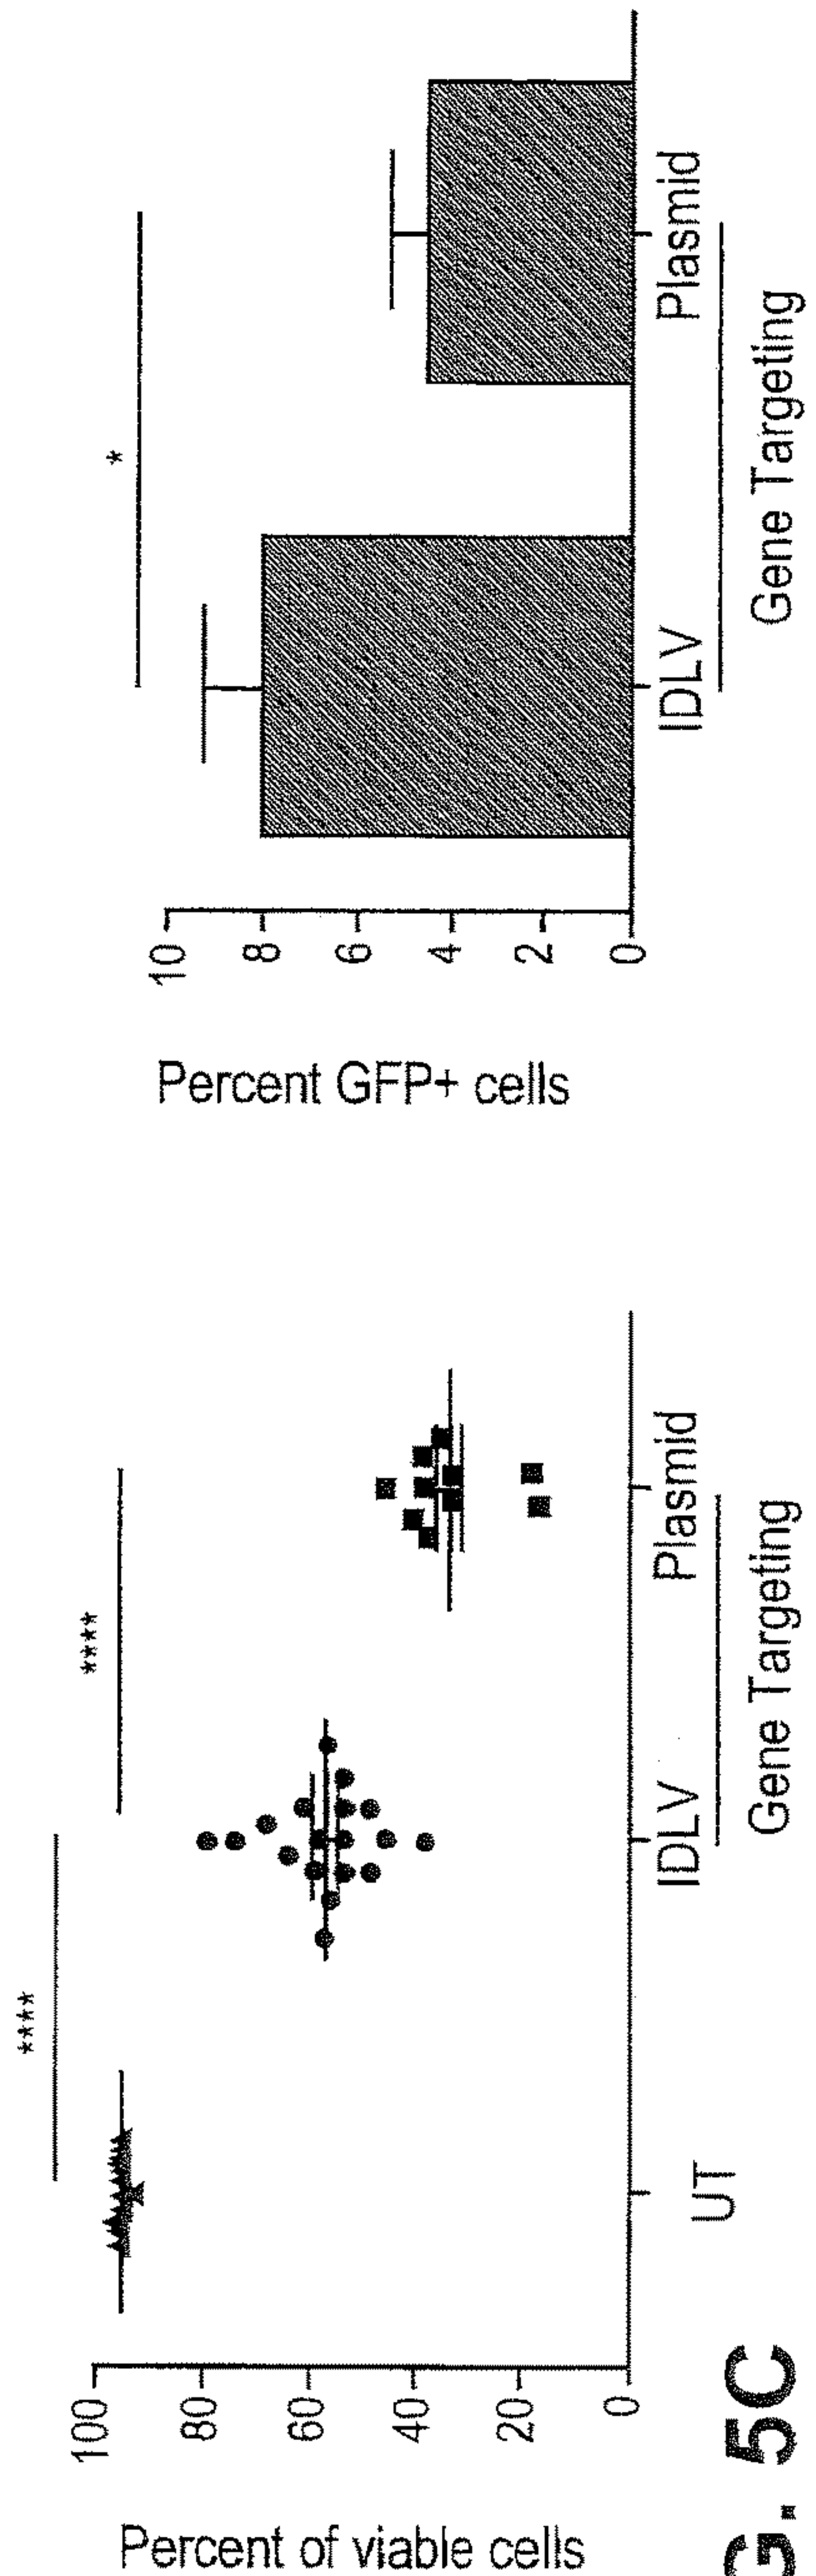 Percent of viable cells
100
80
60
40
20
0
****
****
UT
IDLV
Plasmid
Gene Targeting
Percent GFP+ cells
10
8
6
4
2
0
*
IDLV
Plasmid
Gene Targeting
G. 5C